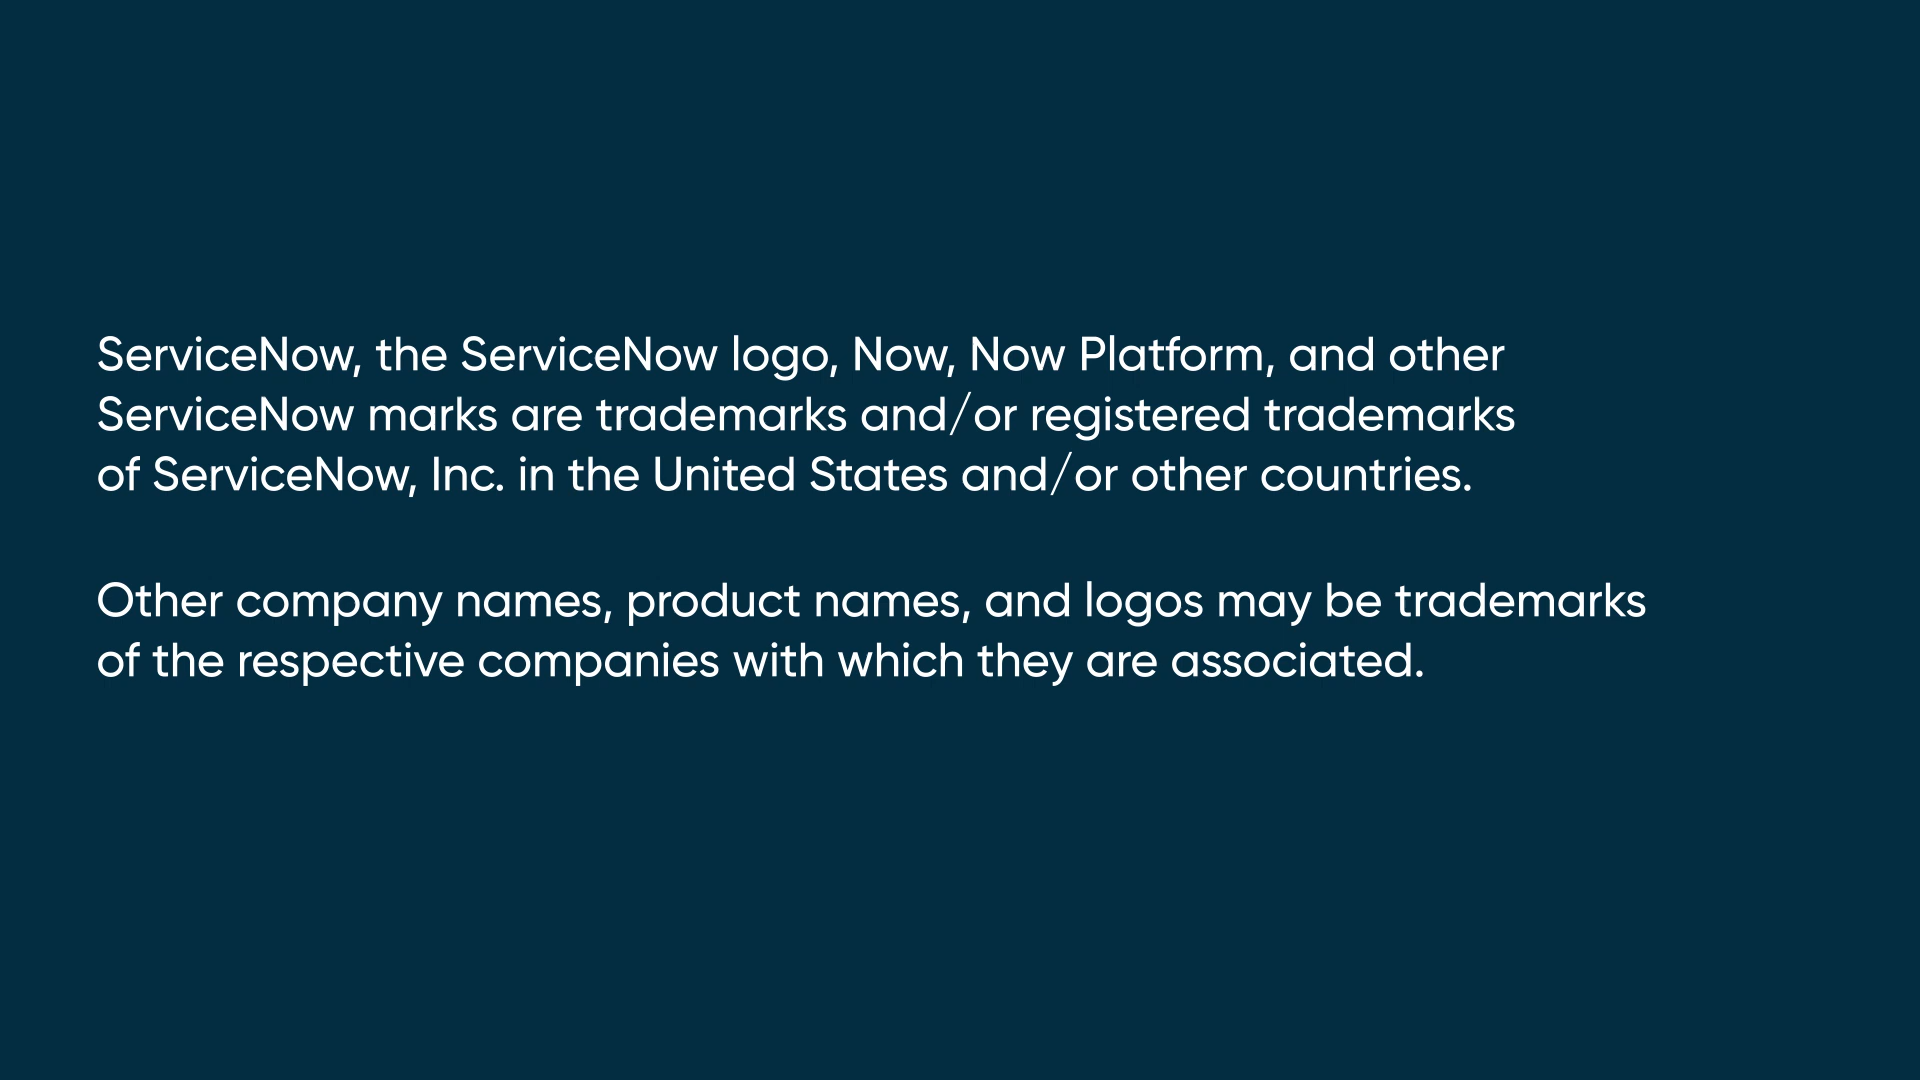 ServiceNow, the ServiceNow logo, Now, Now Platform, and other
ServiceNow marks are trademarks and/or registered trademarks
of ServiceNow, Inc. in the United States and/or other countries.
Other company names, product names, and logos may be trademarks
of the respective companies with which they are associated.